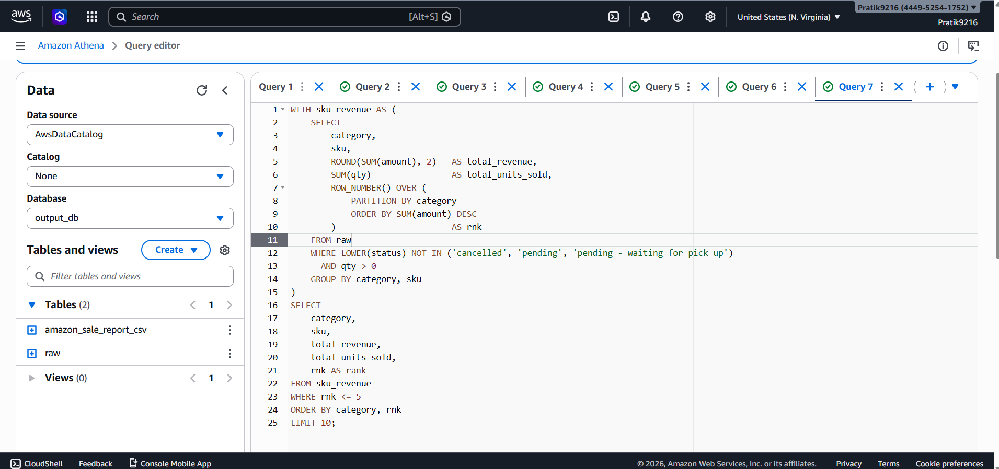 aws
Search
[Alt+S]
United States (N. Virginia)
Pratik9216 (4449-5254-1752)
Pratik9216
Amazon Athena
Query editor
Data
Data source
AwsDataCatalog
Catalog
None
Database
output_db
Tables and views
Create
Filter tables and views
Tables (2)
1
amazon_sale_report_csv
raw
Views (0)
1
Query 1
Query 2
Query 3
Query 4
Query 5
Query 6
Query 7
( + )
1 WITH sku_revenue AS (
2     SELECT
3         category,
4         sku,
5         ROUND(SUM(amount), 2)   AS total_revenue,
6         SUM(qty)                AS total_units_sold,
7         ROW_NUMBER() OVER (
8             PARTITION BY category
9             ORDER BY SUM(amount) DESC
10         )                       AS rnk
11     FROM raw
12     WHERE LOWER(status) NOT IN ('cancelled', 'pending', 'pending - waiting for pick up')
13       AND qty > 0
14     GROUP BY category, sku
15 )
16 SELECT
17     category,
18     sku,
19     total_revenue,
20     total_units_sold,
21     rnk AS rank
22 FROM sku_revenue
23 WHERE rnk <= 5
24 ORDER BY category, rnk
25 LIMIT 10;
CloudShell
Feedback
Console Mobile App
© 2026, Amazon Web Services, Inc. or its affiliates.
Privacy
Terms
Cookie preferences